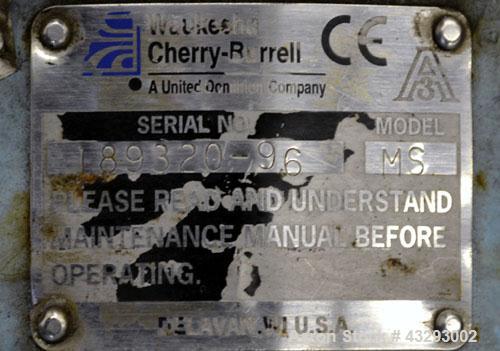 Waukesha
Cherry-Burrell
CE
A United Dominion Company
3 A
SERIAL NO.
MODEL
189320-96
MS
PLEASE READ AND UNDERSTAND
MAINTENANCE MANUAL BEFORE
OPERATING.
DELAVAN, WI U.S.A.
Stock# 43293002